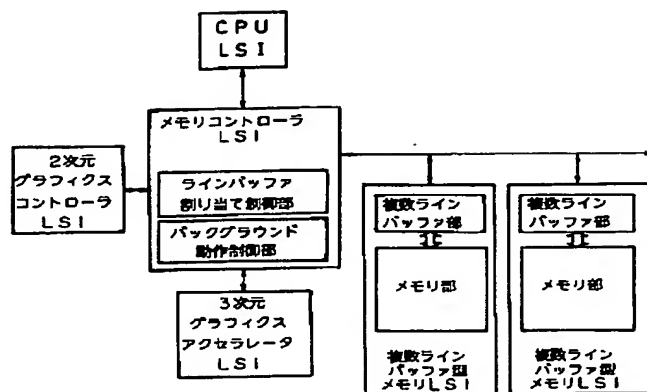 CPU
LSI
メモリコントローラ
LSI
2次元
グラフィクス
コントローラ
LSI
ラインバッファ
割り当て制御部
バックグラウンド
動作制御部
3次元
グラフィクス
アクセラレータ
LSI
複数ライン
バッファ部
メモリ部
複数ライン
バッファ型
メモリLSI
複数ライン
バッファ部
メモリ部
複数ライン
バッファ型
メモリLSI